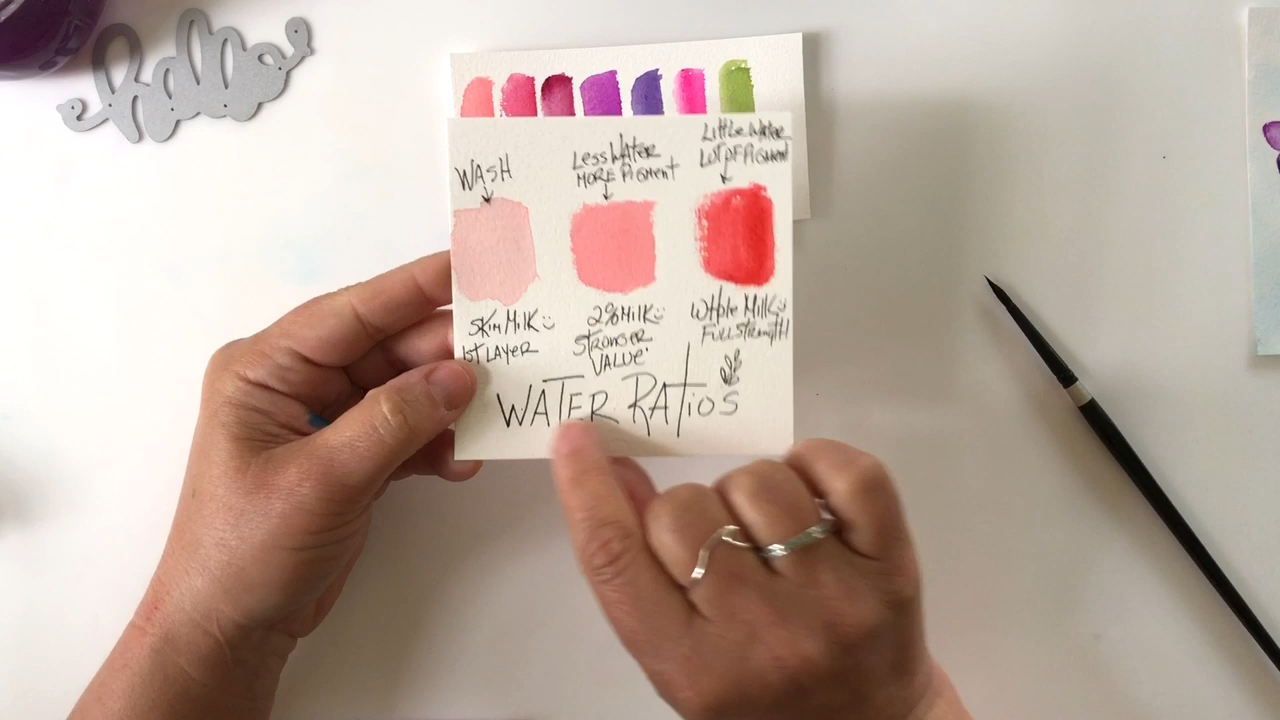 hello
WASH
Less Water
MORE Pigment
Little Water
Lot of Pigment
Skim Milk
1st Layer
2% Milk
Stronger
Value
Whole Milk
Full Strength
WATER RATioS